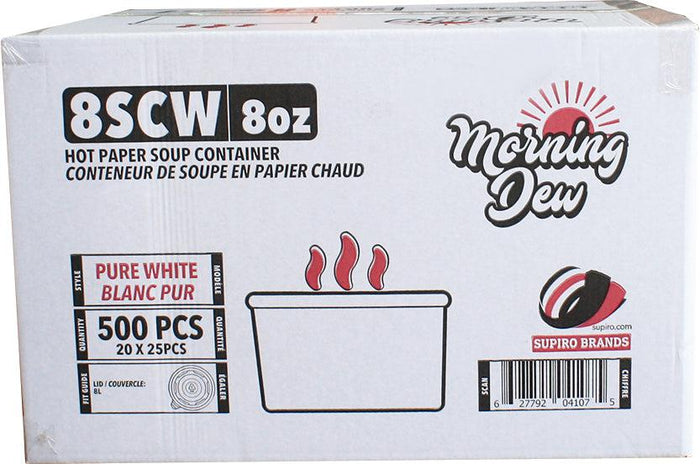 8SCW 8oz
HOT PAPER SOUP CONTAINER
CONTENEUR DE SOUPE EN PAPIER CHAUD
Morning
Dew
STYLE
PURE WHITE
BLANC PUR
MODELE
QUANTITY
500 PCS
20 X 25PCS
QUANTITE
FIT GUIDE
LID / COUVERCLE:
8L
EGALER
supiro.com
SUPIRO BRANDS
SCAN
CHIFFRE
6 27792 04107 5